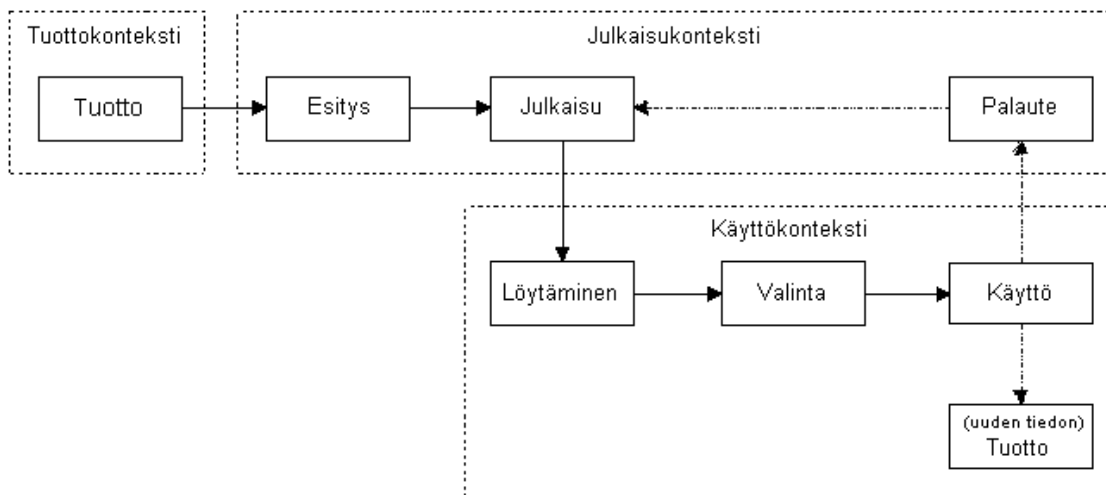 Tuottokonteksti
Julkaisukonteksti
Tuotto
Esitys
Julkaisu
Palaute
Käyttökonteksti
Löytäminen
Valinta
Käyttö
(uuden tiedon)
Tuotto